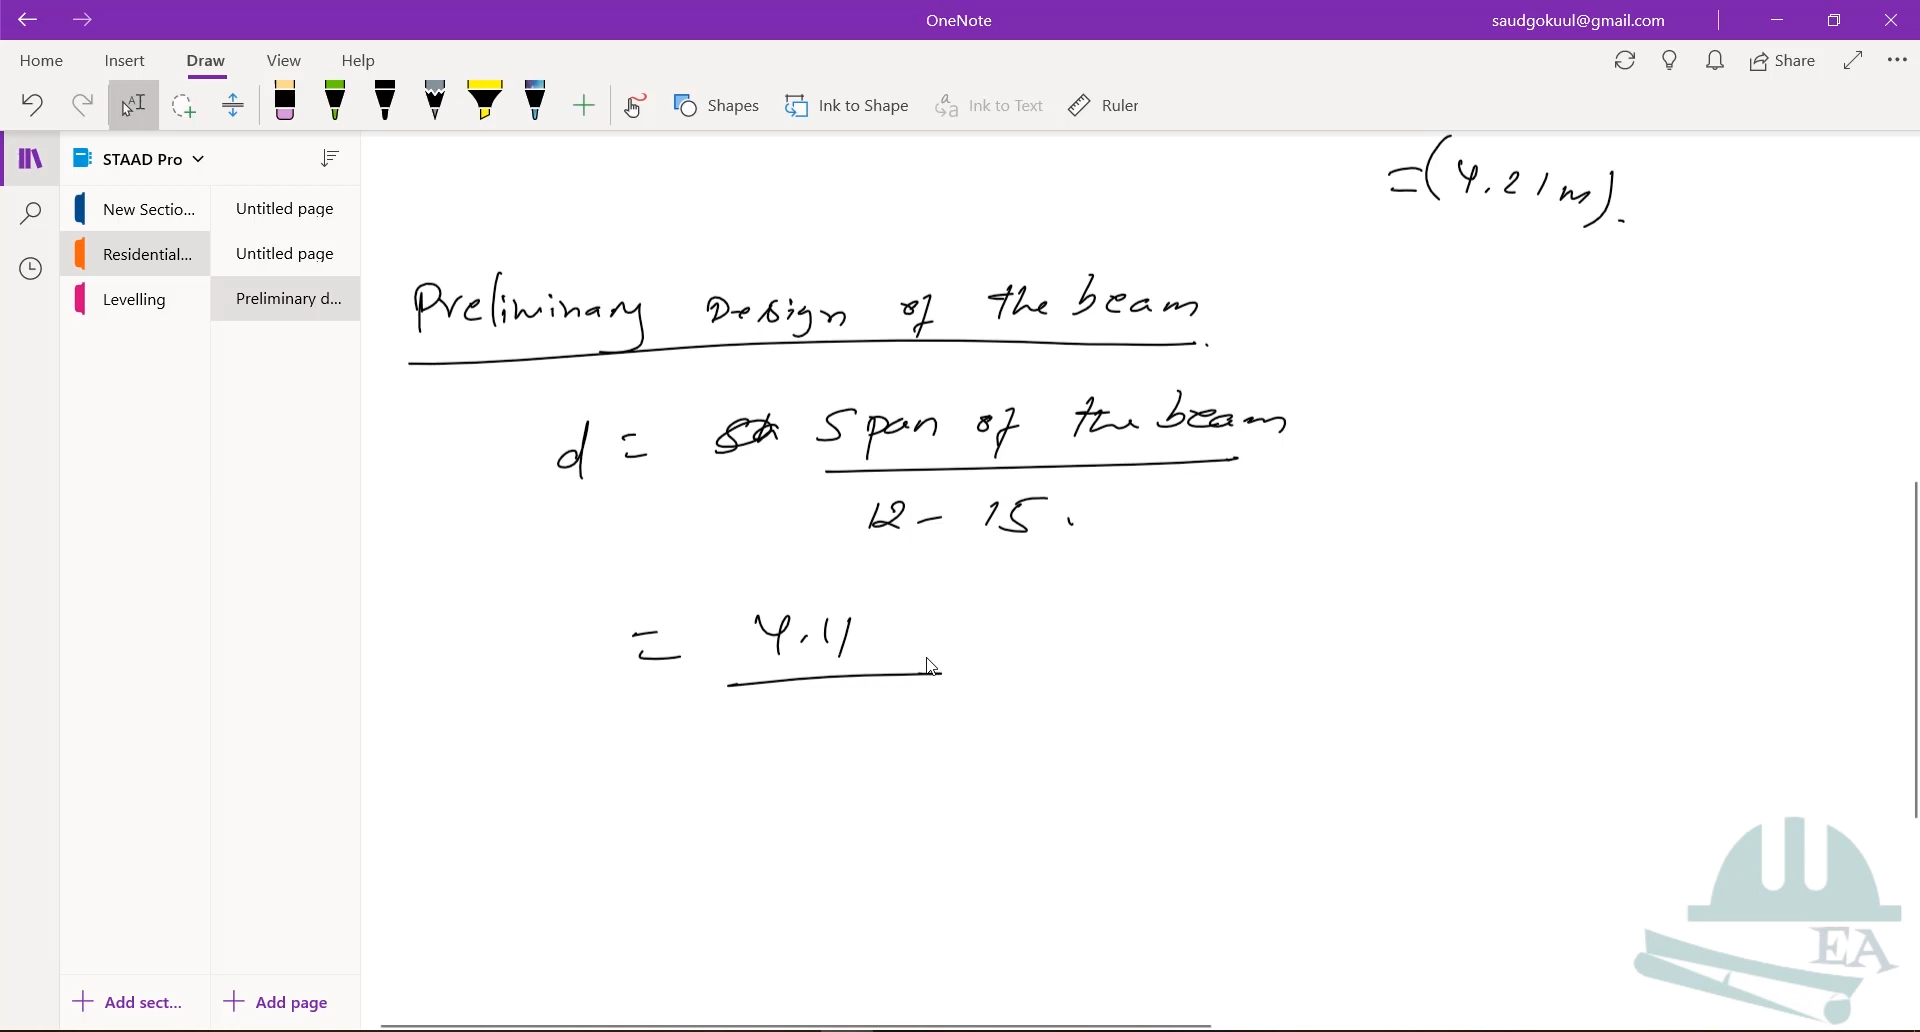 OneNote
saudgokuul@gmail.com
Home Insert Draw View Help
Share
Shapes Ink to Shape Ink to Text Ruler
STAAD Pro
New Sectio...
Residential...
Levelling
Untitled page
Untitled page
Preliminary d...
=(4.21m).
Preliminary Design of the beam.
d = Span of the beam
12 - 15.
= 4.11
EA
Add sect...
Add page